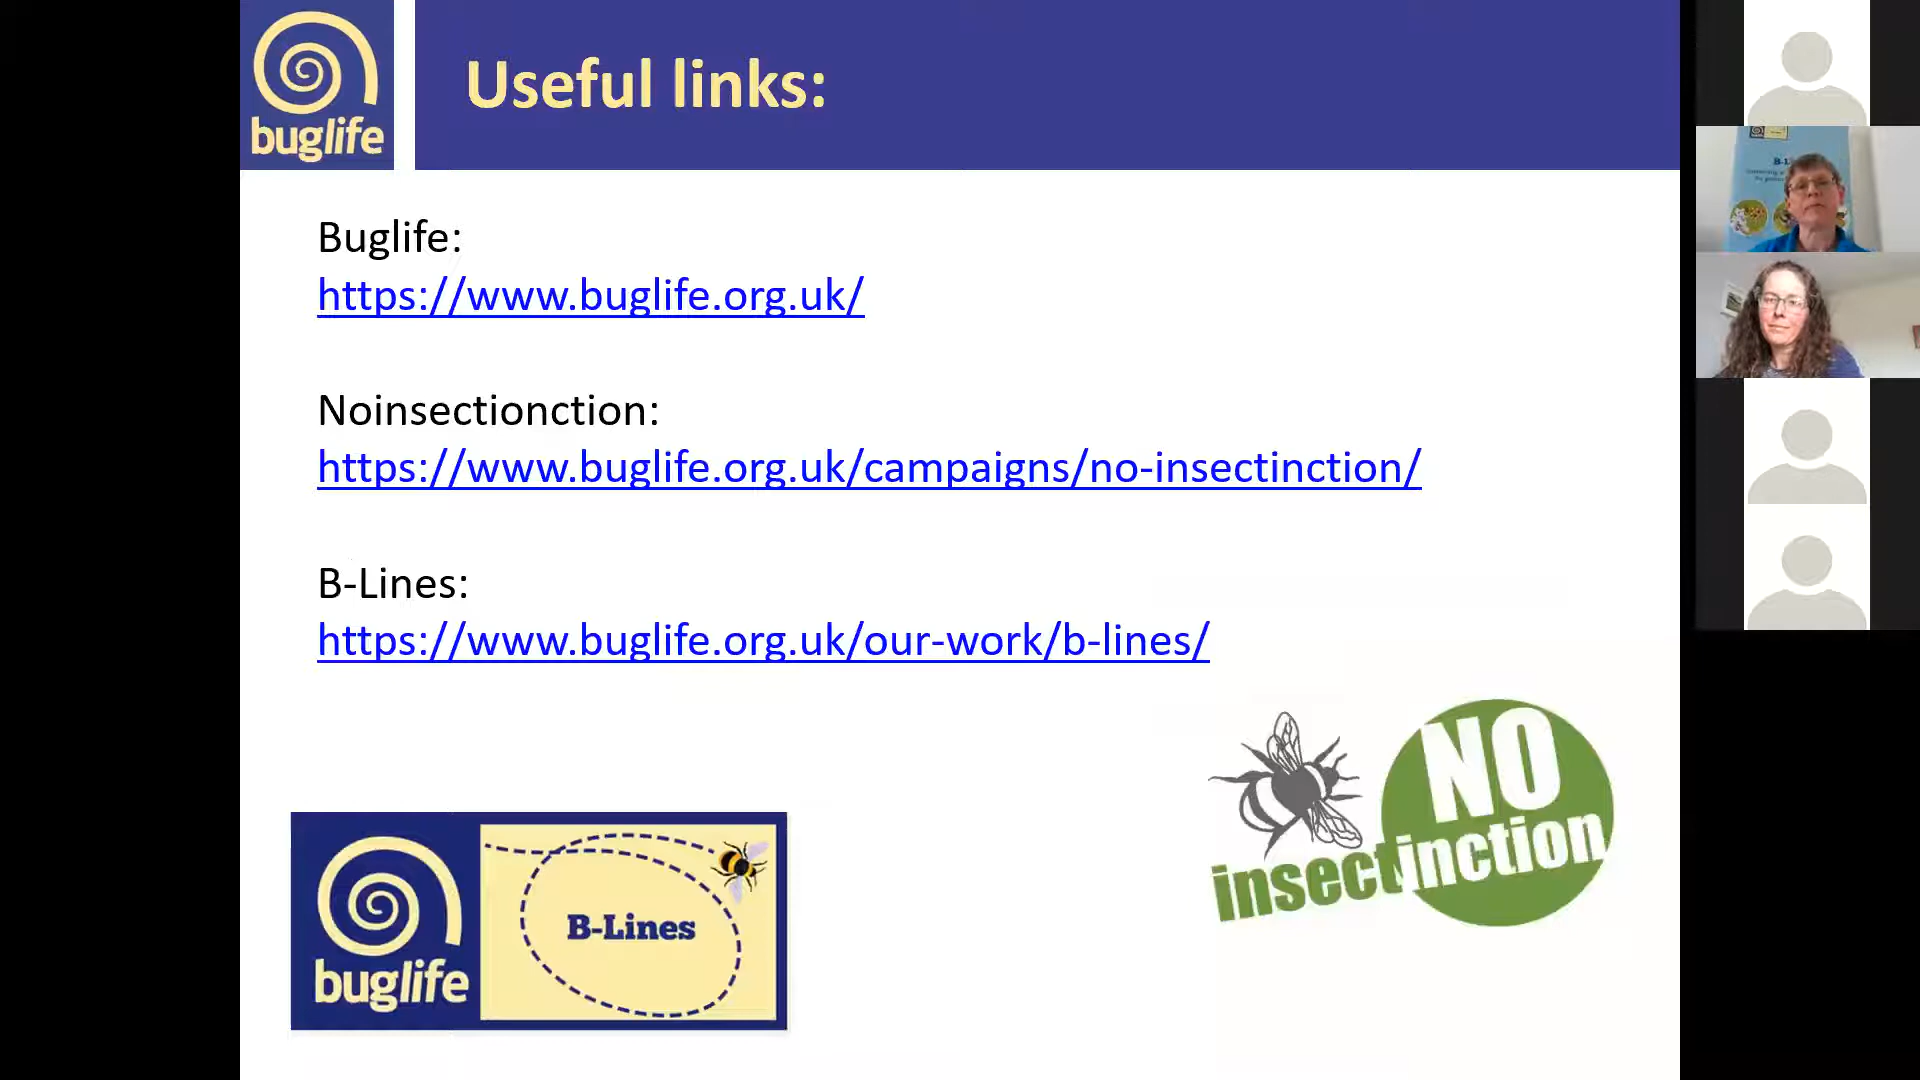 buglife
Useful links:
Buglife:
https://www.buglife.org.uk/
Noinsectionction:
https://www.buglife.org.uk/campaigns/no-insectinction/
B-Lines:
https://www.buglife.org.uk/our-work/b-lines/
buglife
B-Lines
NO
insectinction